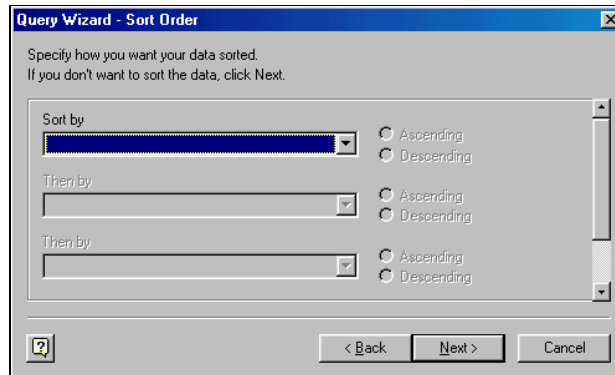 Query Wizard - Sort Order
Specify how you want your data sorted.
If you don't want to sort the data, click Next.
Sort by
Ascending
Descending
Then by
Ascending
Descending
Then by
Ascending
Descending
< Back
Next >
Cancel